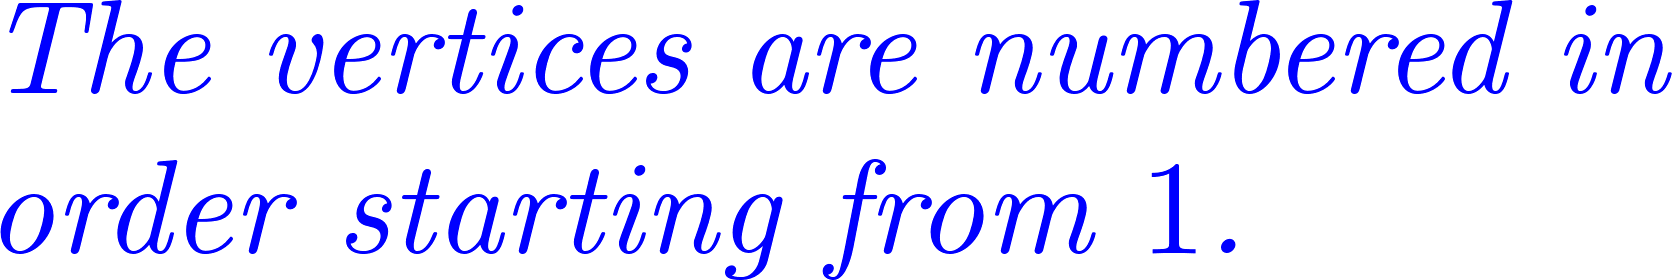 The vertices are numbered in
order starting from 1.